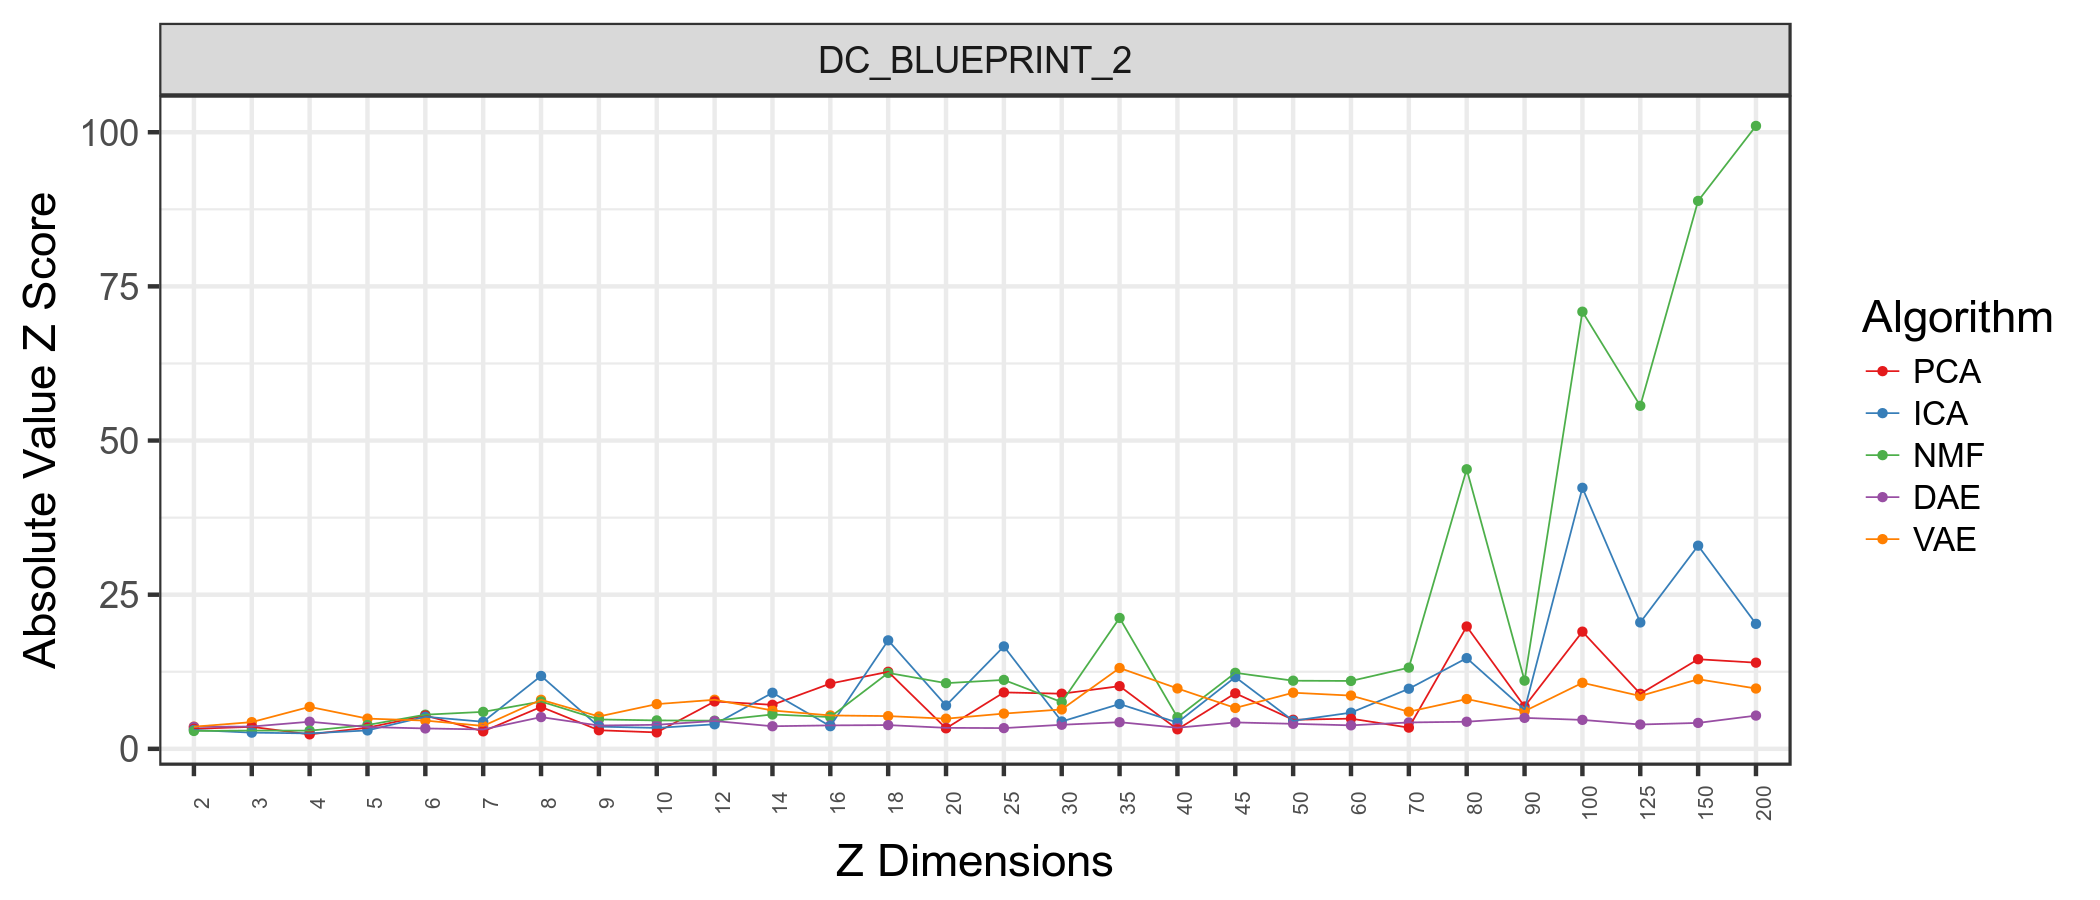 DC_BLUEPRINT_2
100
75
50
25
0
Absolute Value Z Score
2 3 4 5 6 7 8 9 10 12 14 16 18 20 25 30 35 40 45 50 60 70 80 90 100 125 150 200
Z Dimensions
Algorithm
PCA
ICA
NMF
DAE
VAE